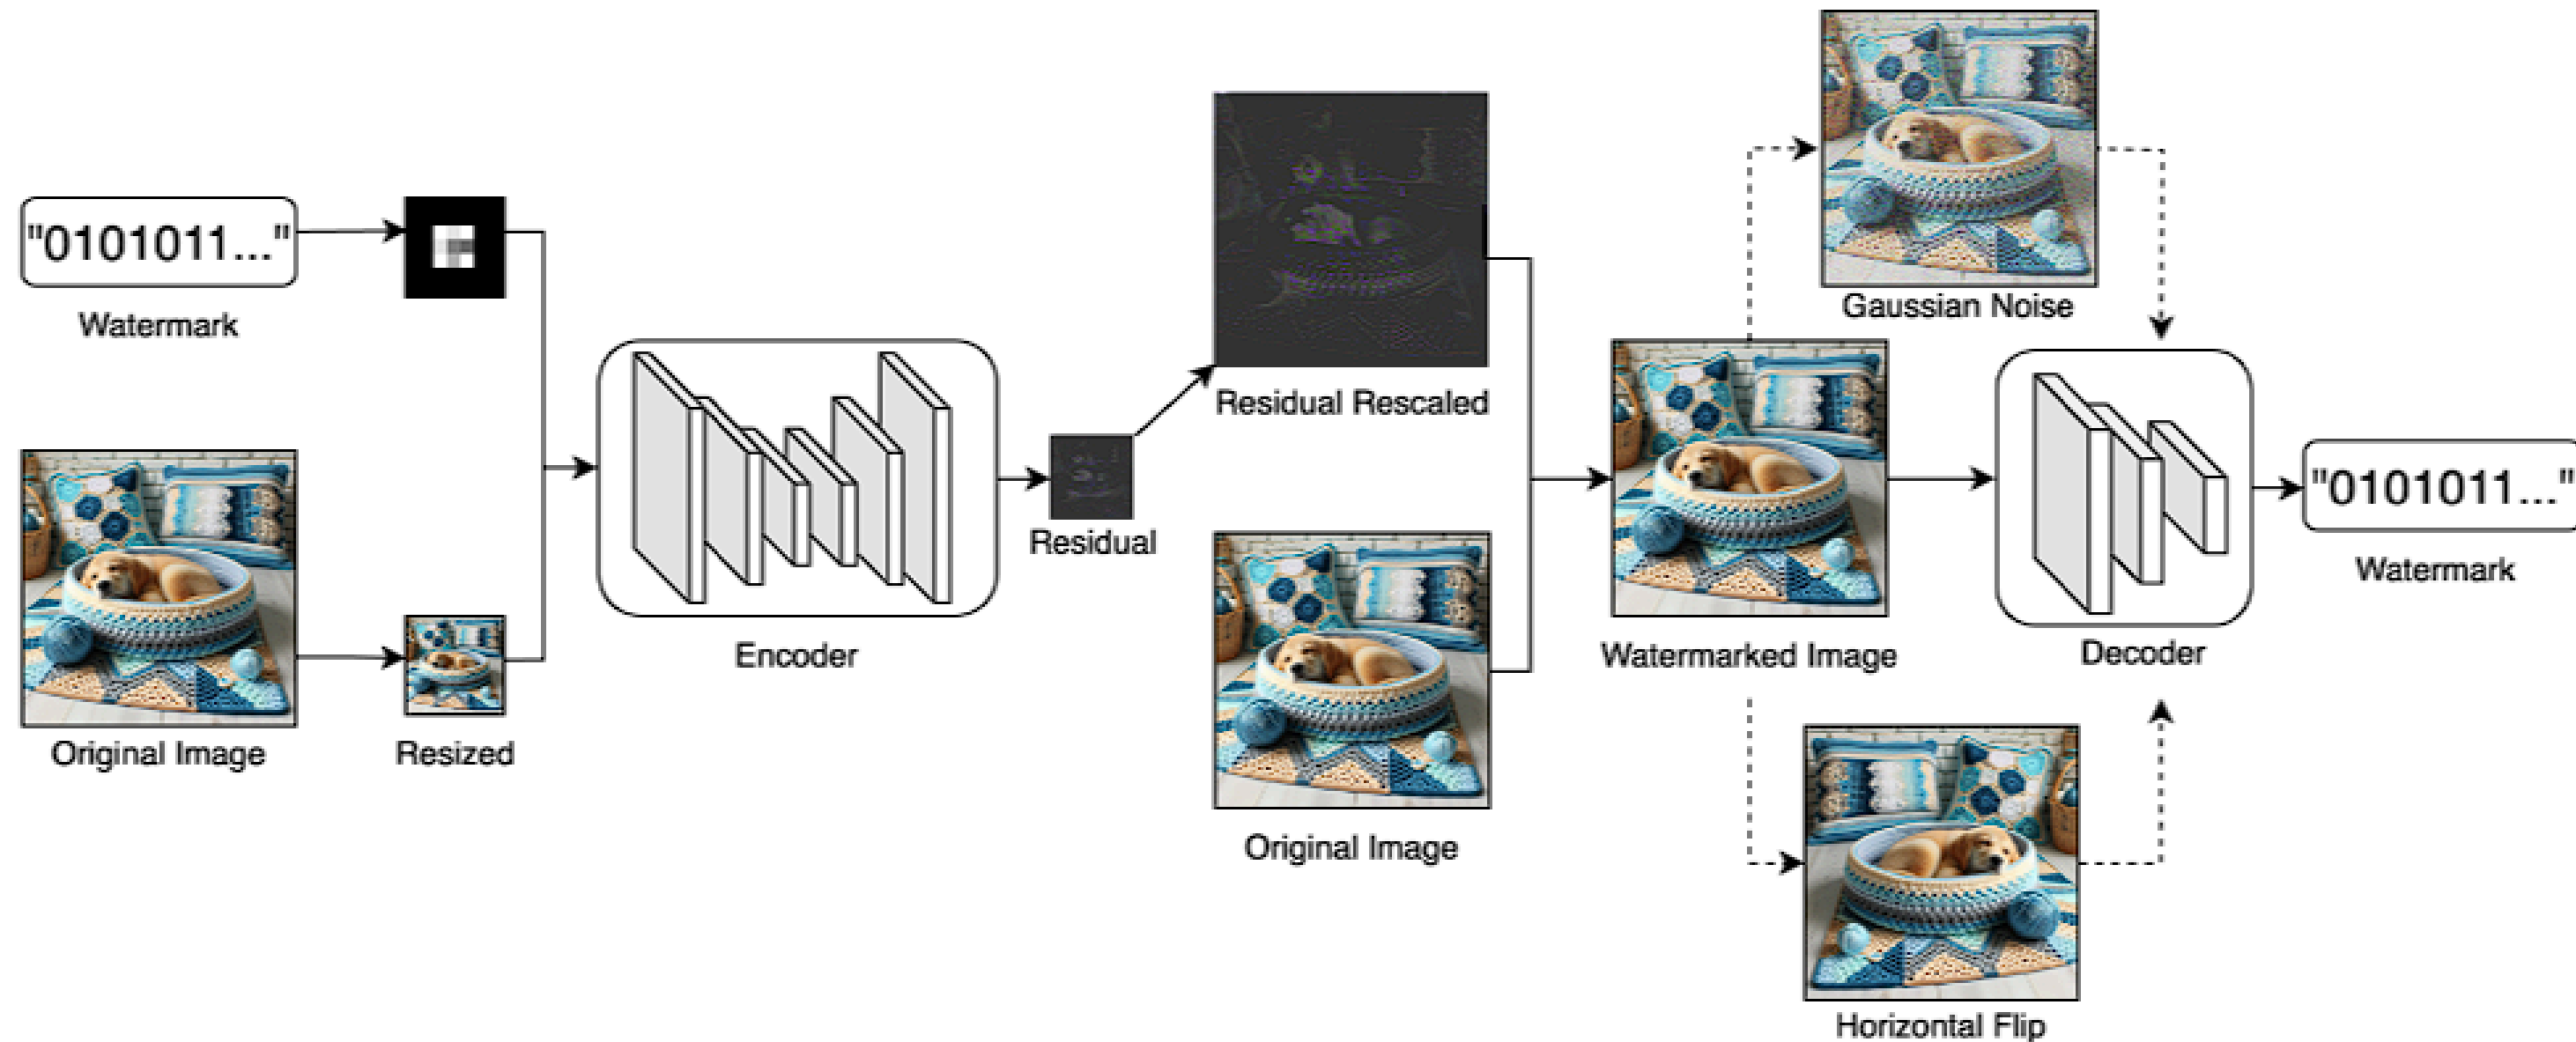 "0101011..."
Watermark
Original Image
Resized
Encoder
Residual
Residual Rescaled
Original Image
Gaussian Noise
Watermarked Image
Horizontal Flip
Decoder
"0101011..."
Watermark